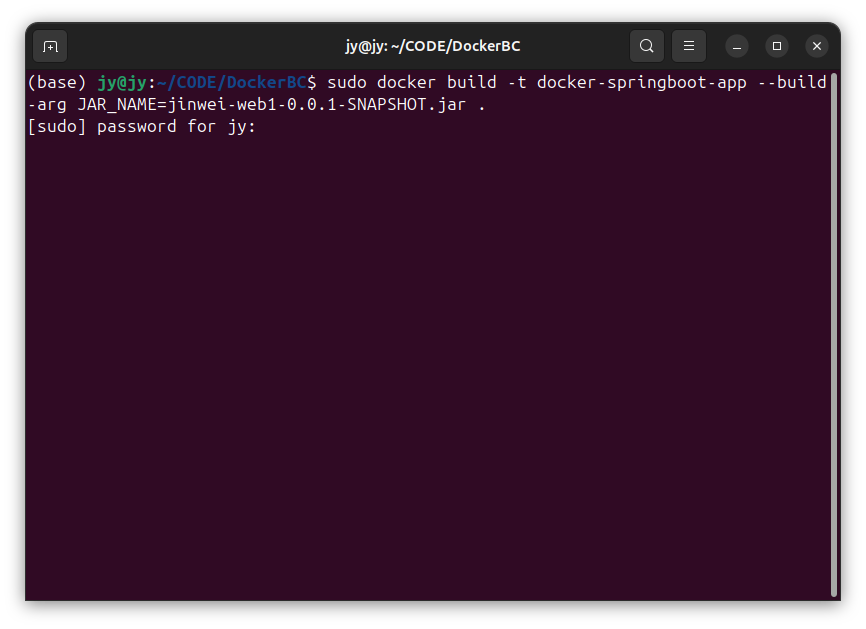 jy@jy: ~/CODE/DockerBC
(base) jy@jy:~/CODE/DockerBC$ sudo docker build -t docker-springboot-app --build
-arg JAR_NAME=jinwei-web1-0.0.1-SNAPSHOT.jar .
[sudo] password for jy: